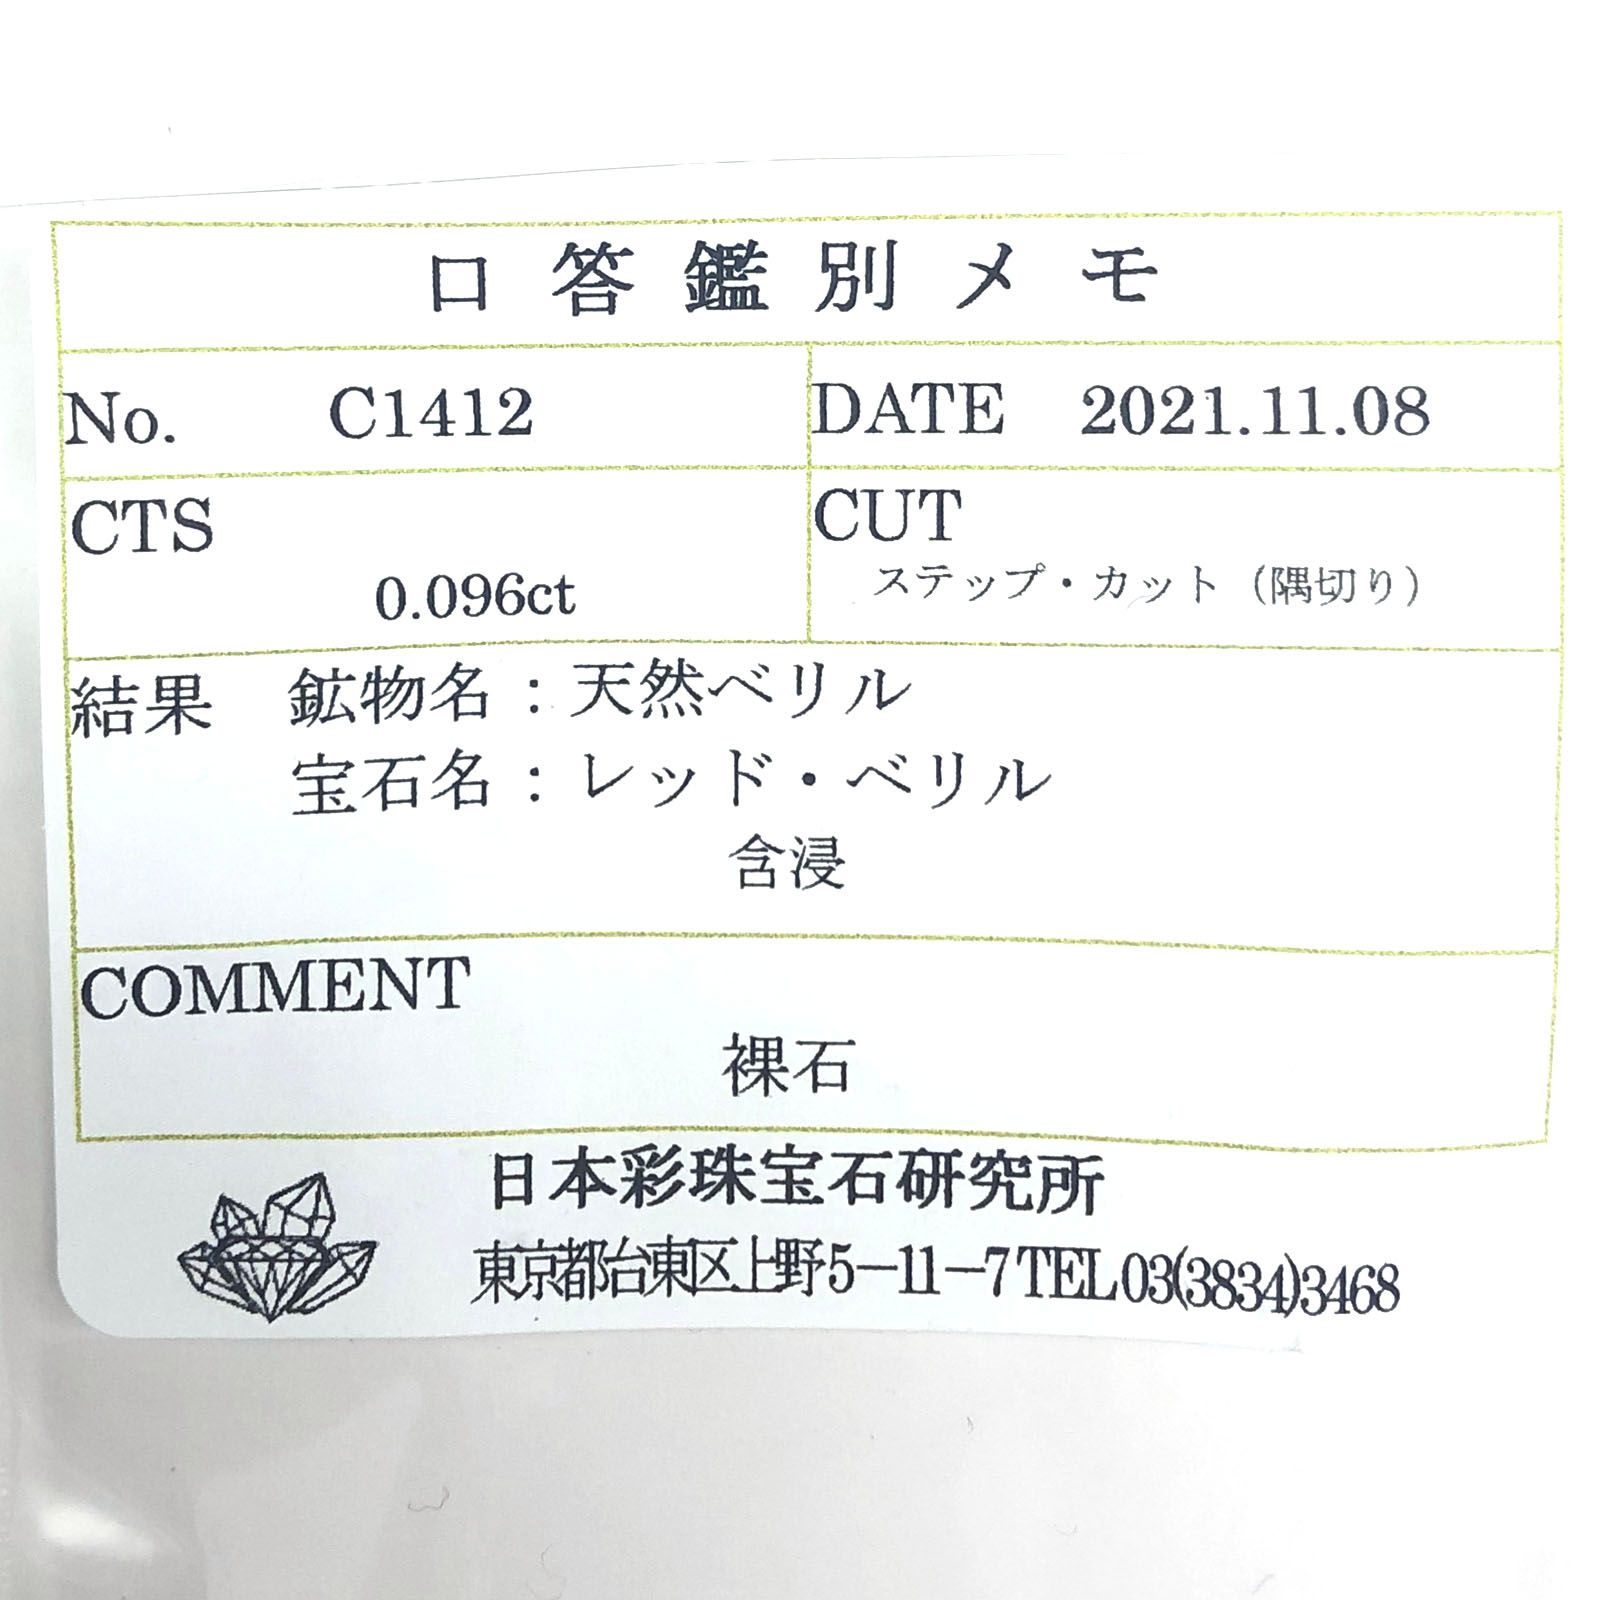 口答鑑別メモ
No. C1412 DATE 2021.11.08
CTS CUT
0.096ct ステップ・カット（隅切り）
結果 鉱物名：天然ベリル
宝石名：レッド・ベリル
含浸
COMMENT
裸石
日本彩珠宝石研究所
東京都台東区上野5－11－7 TEL 03(3834)3468